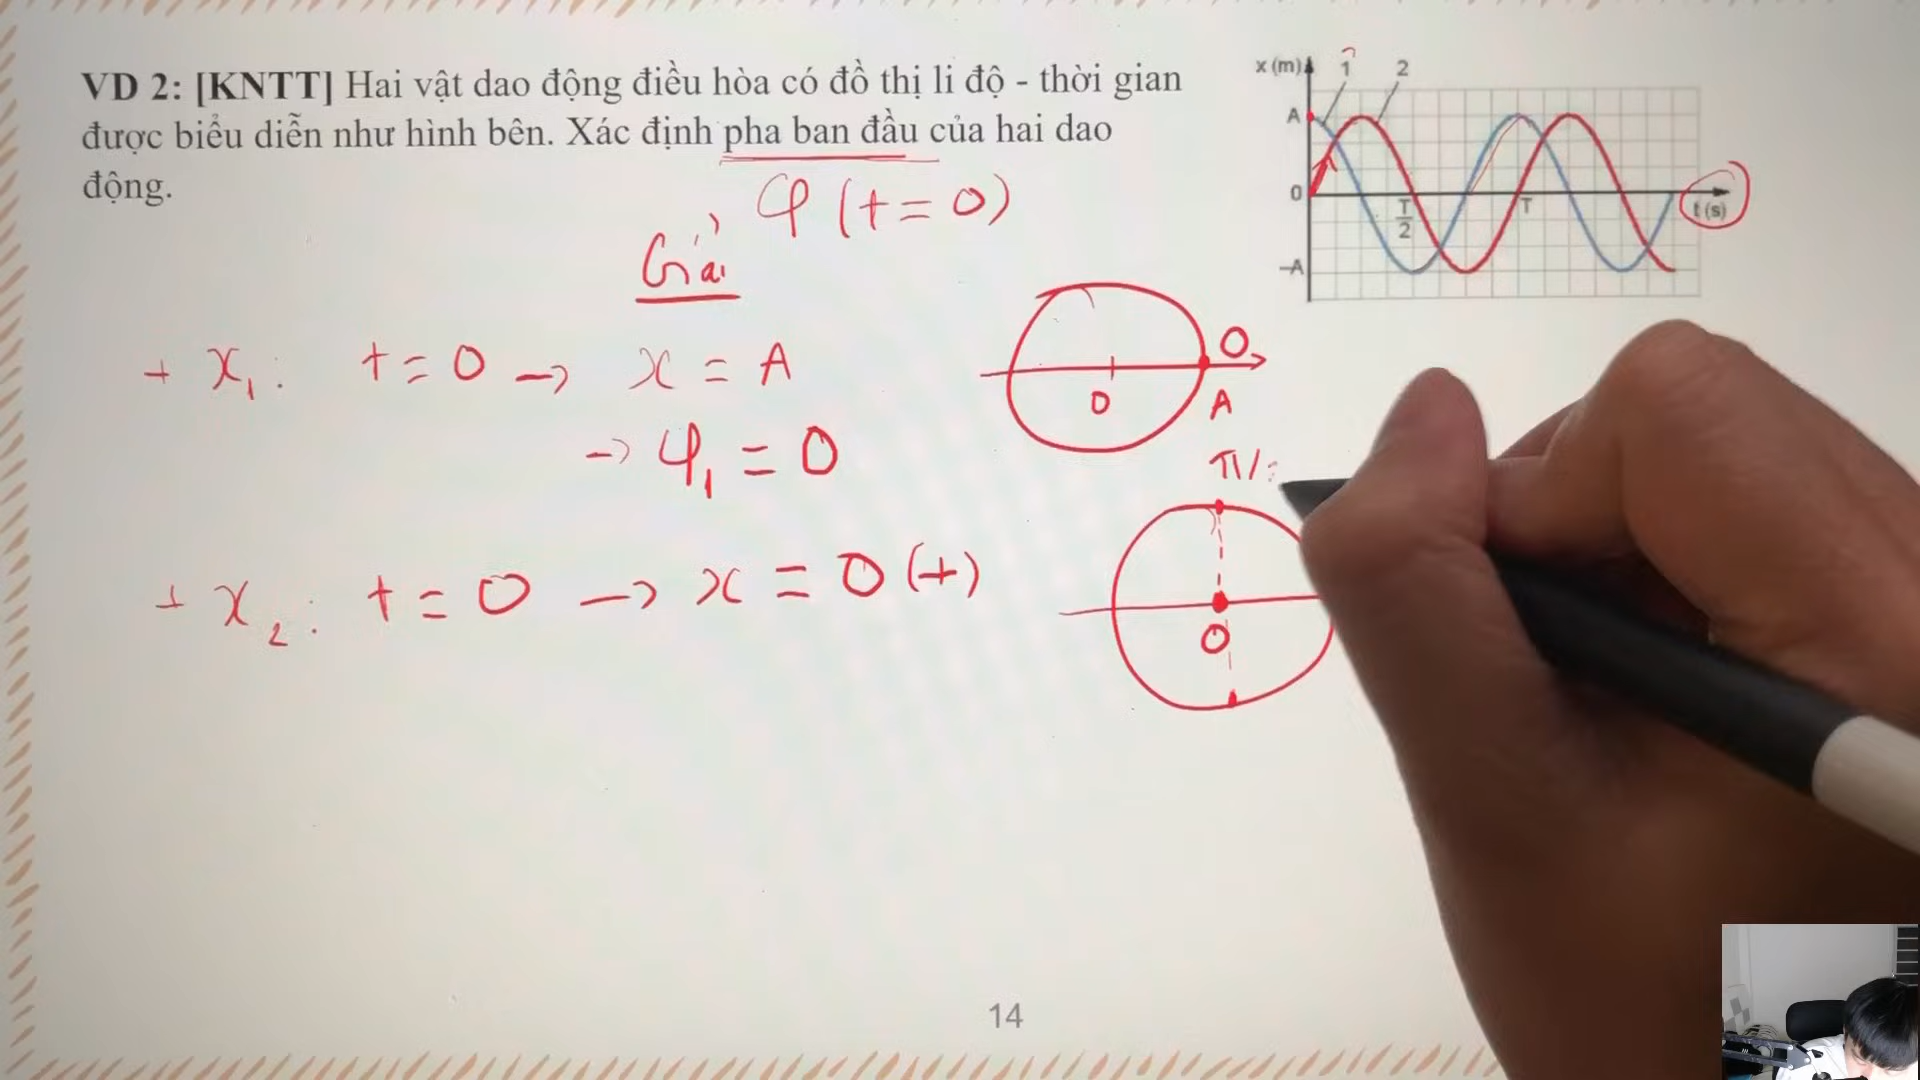 VD 2: [KNTT] Hai vật dao động điều hòa có đồ thị li độ - thời gian
được biểu diễn như hình bên. Xác định pha ban đầu của hai dao
động.
φ (t = 0)
Giải
x (m)
1
2
A
0
-A
T/2
T
t (s)
+ x₁ : t = 0 → x = A
→ φ₁ = 0
O
O
A
π/
+ x₂ : t = 0 → x = 0 (+)
O
14